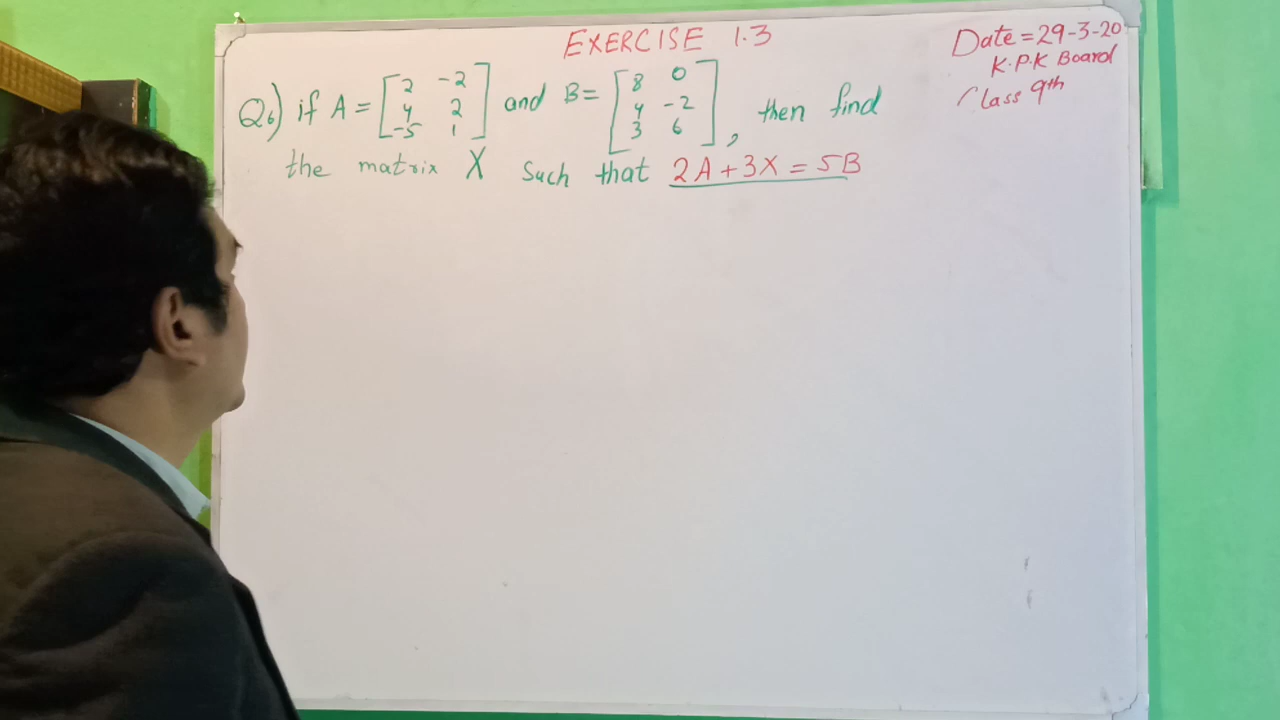 EXERCISE 1.3
Date = 29-3-20
K.P.K Board
Class 9th
Q6) if A = [2 -2
4 2
-5 1] and B = [8 0
4 -2
3 6], then find
the matrix X Such that 2A + 3X = 5B